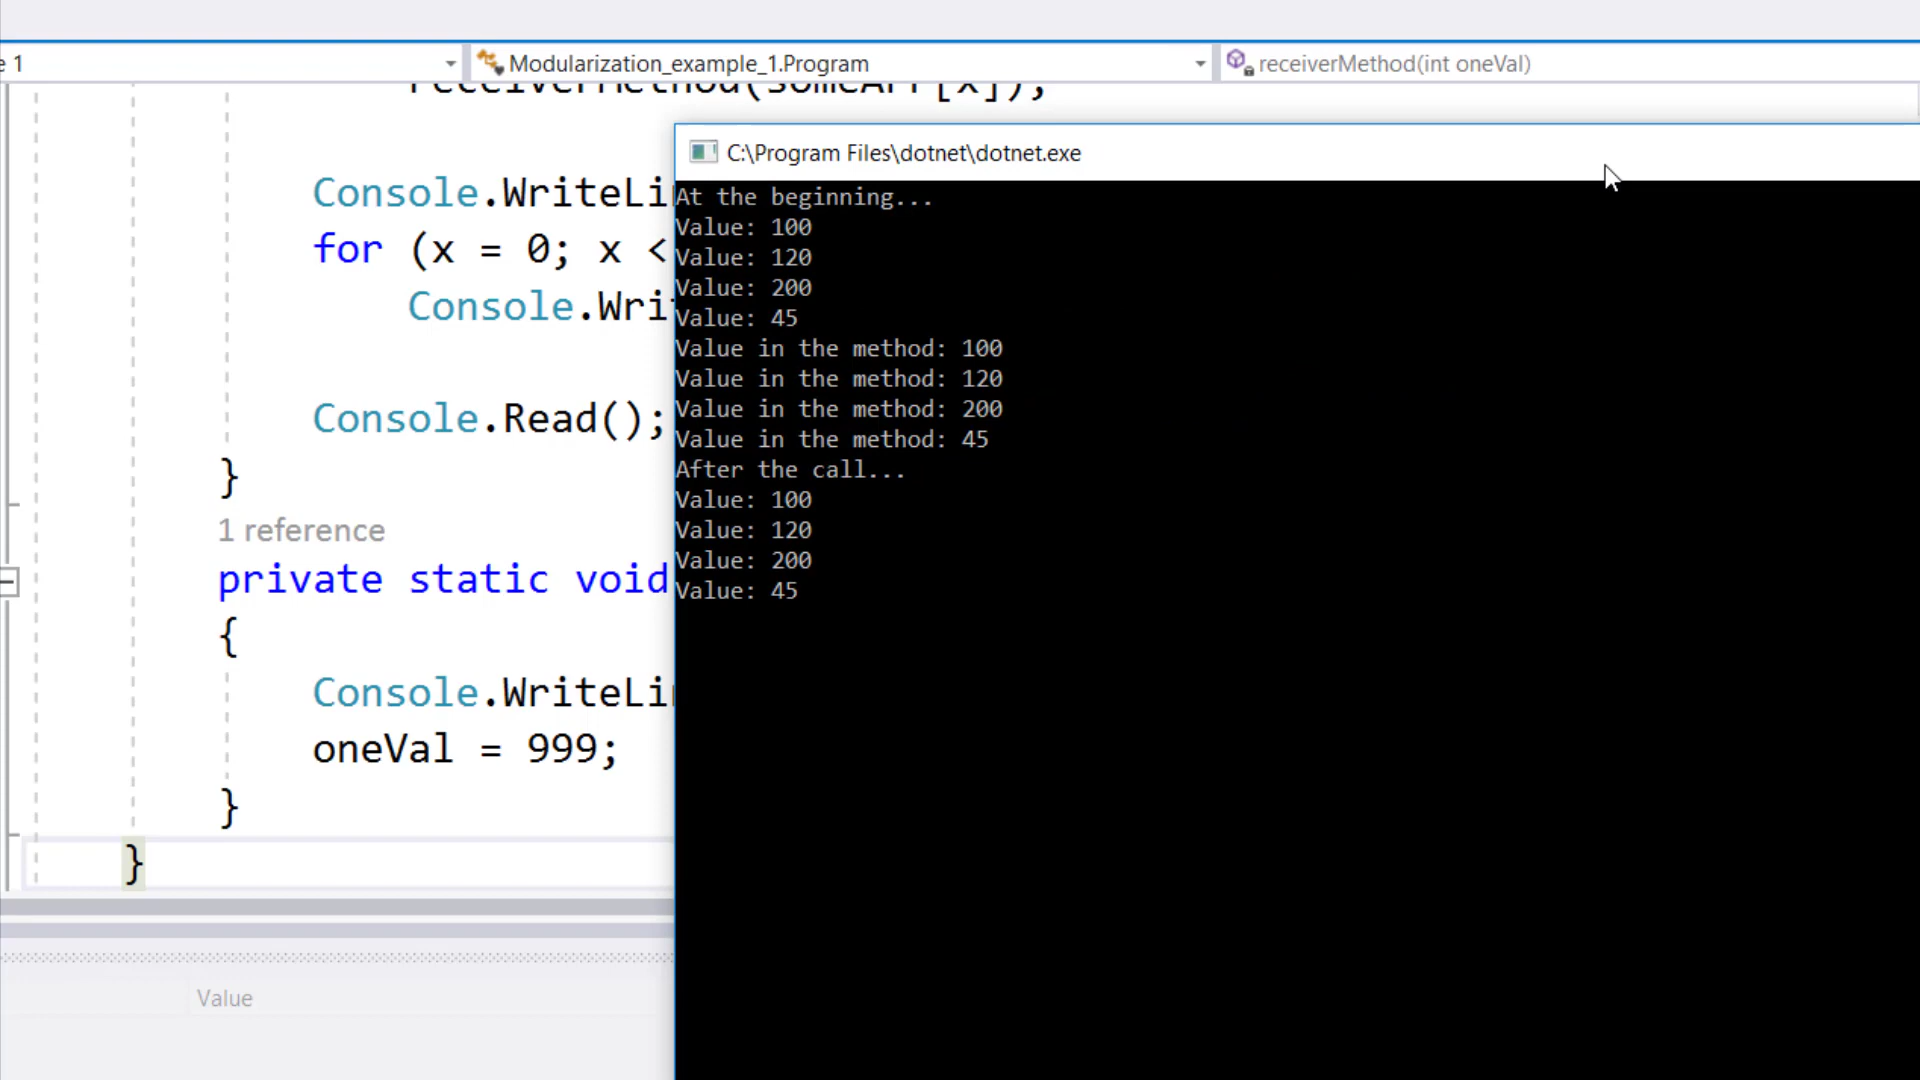 e 1
Modularization_example_1.Program
receiverMethod(int oneVal)
receiverMethod(someArr[x]);
Console.WriteLi
for (x = 0; x <
Console.Wri
Console.Read();
}
1 reference
private static void
{
Console.WriteLi
oneVal = 999;
}
}
Value
C:\Program Files\dotnet\dotnet.exe
At the beginning...
Value: 100
Value: 120
Value: 200
Value: 45
Value in the method: 100
Value in the method: 120
Value in the method: 200
Value in the method: 45
After the call...
Value: 100
Value: 120
Value: 200
Value: 45